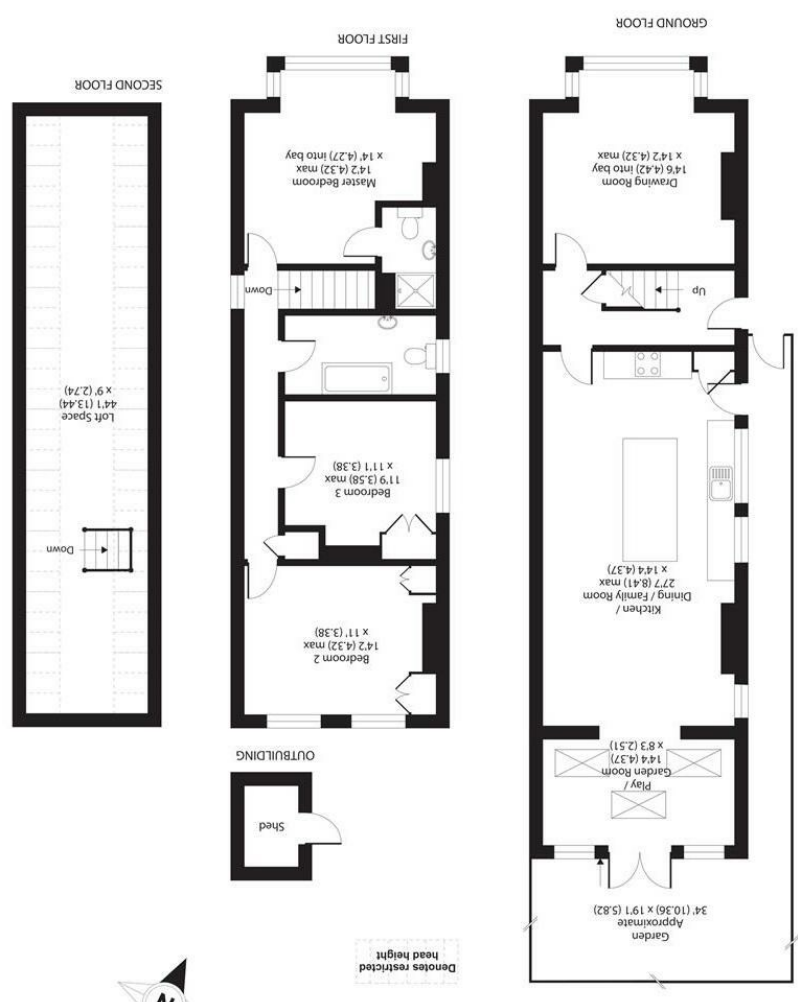 N
Denotes restricted
head height
Garden
Approximate
34' (10.36) x 19'1 (5.82)
Play /
Garden Room
14'4 (4.37)
x 8'3 (2.51)
Kitchen /
Dining / Family Room
27'7 (8.41) max
x 14'4 (4.37)
Up
Drawing Room
14'6 (4.42) into bay
x 14'2 (4.32) max
GROUND FLOOR
Shed
OUTBUILDING
Bedroom 2
14'2 (4.32) max
x 11' (3.38)
Bedroom 3
11'9 (3.58) max
x 11'1 (3.38)
Down
Master Bedroom
14'2 (4.32) max
x 14' (4.27) into bay
FIRST FLOOR
Down
Loft Space
44'1 (13.44)
x 9' (2.74)
SECOND FLOOR